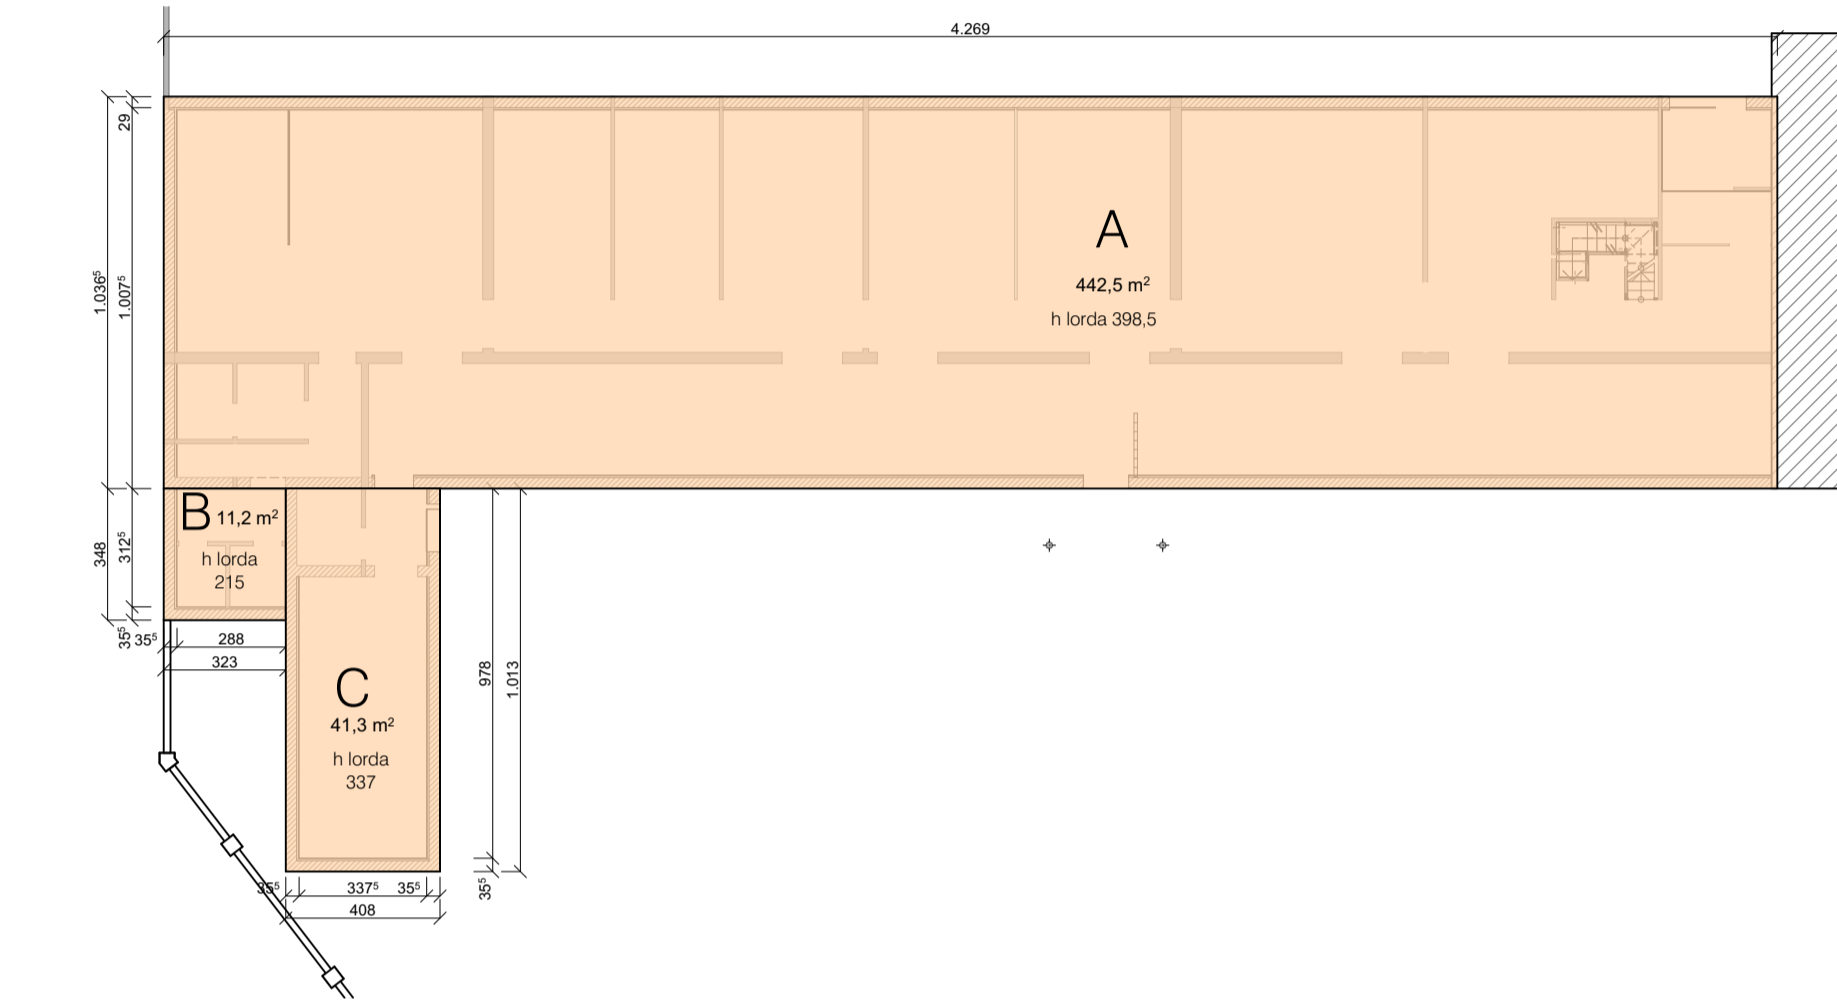 4.269
29
1.036⁵
1.007⁵
A
442,5 m²
h lorda 398,5
B 11,2 m²
h lorda
215
348
312⁵
35⁵
35⁵
288
323
C
41,3 m²
h lorda
337
978
1.013
35⁵
35⁵
337⁵
35⁵
408